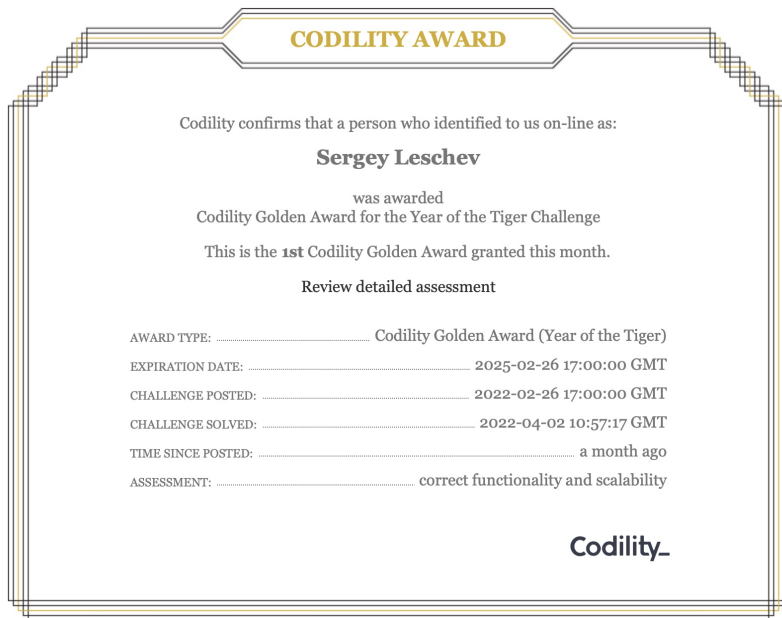 CODILITY AWARD
Codility confirms that a person who identified to us on-line as:
Sergey Leschev
was awarded
Codility Golden Award for the Year of the Tiger Challenge
This is the 1st Codility Golden Award granted this month.
Review detailed assessment
AWARD TYPE: Codility Golden Award (Year of the Tiger)
EXPIRATION DATE: 2025-02-26 17:00:00 GMT
CHALLENGE POSTED: 2022-02-26 17:00:00 GMT
CHALLENGE SOLVED: 2022-04-02 10:57:17 GMT
TIME SINCE POSTED: a month ago
ASSESSMENT: correct functionality and scalability
Codility_